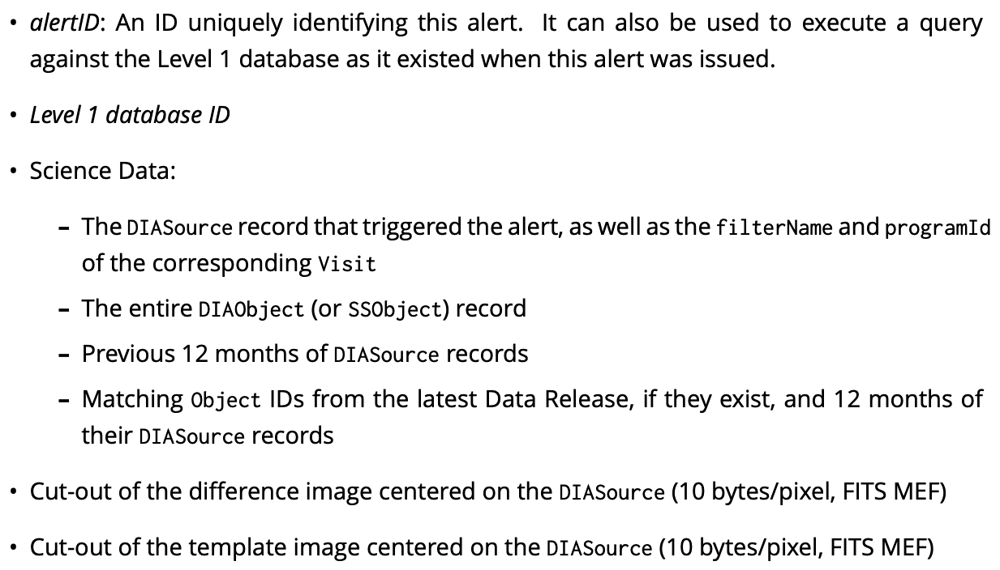 • alertID: An ID uniquely identifying this alert. It can also be used to execute a query
against the Level 1 database as it existed when this alert was issued.
• Level 1 database ID
• Science Data:
– The DIASource record that triggered the alert, as well as the filterName and programId
of the corresponding Visit
– The entire DIAObject (or SSObject) record
– Previous 12 months of DIASource records
– Matching Object IDs from the latest Data Release, if they exist, and 12 months of
their DIASource records
• Cut-out of the difference image centered on the DIASource (10 bytes/pixel, FITS MEF)
• Cut-out of the template image centered on the DIASource (10 bytes/pixel, FITS MEF)